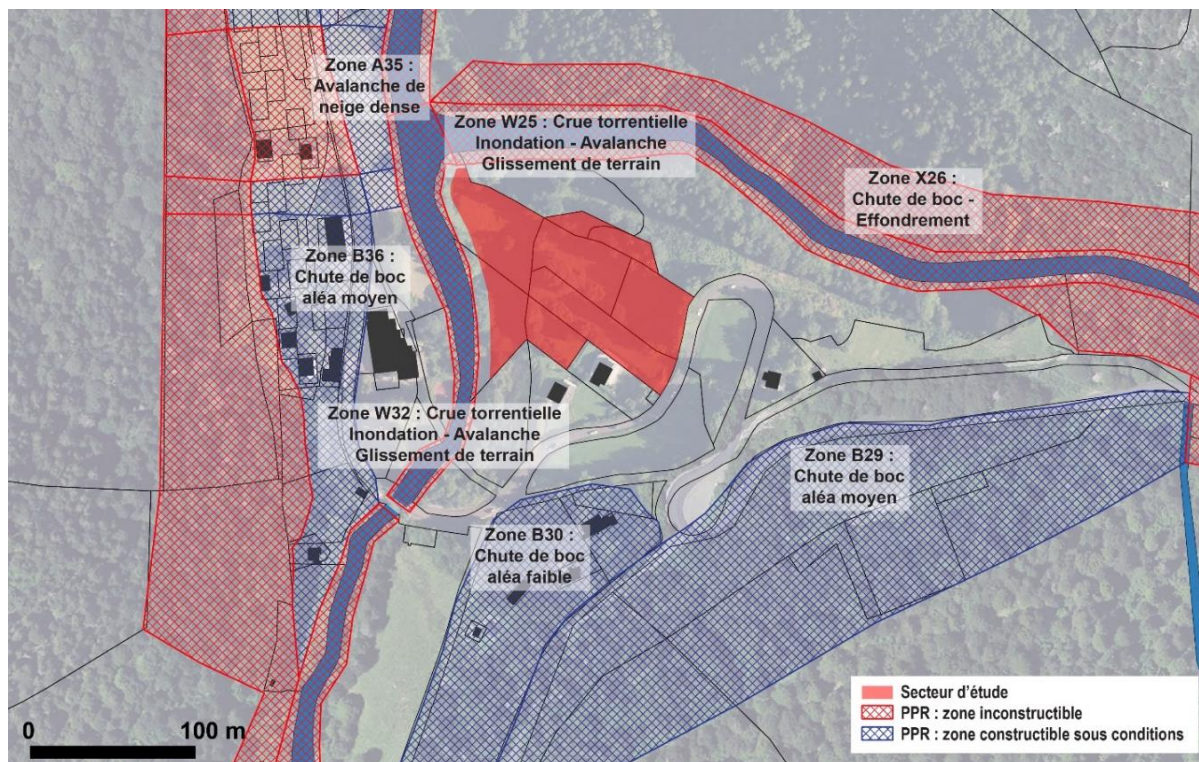 Zone A35 :
Avalanche de
neige dense
Zone W25 : Crue torrentielle
Inondation - Avalanche
Glissement de terrain
Zone X26 :
Chute de boc -
Effondrement
Zone B36 :
Chute de boc
aléa moyen
Zone W32 : Crue torrentielle
Inondation - Avalanche
Glissement de terrain
Zone B29 :
Chute de boc
aléa moyen
Zone B30 :
Chute de boc
aléa faible
Secteur d'étude
PPR : zone inconstructible
PPR : zone constructible sous conditions
0 100 m